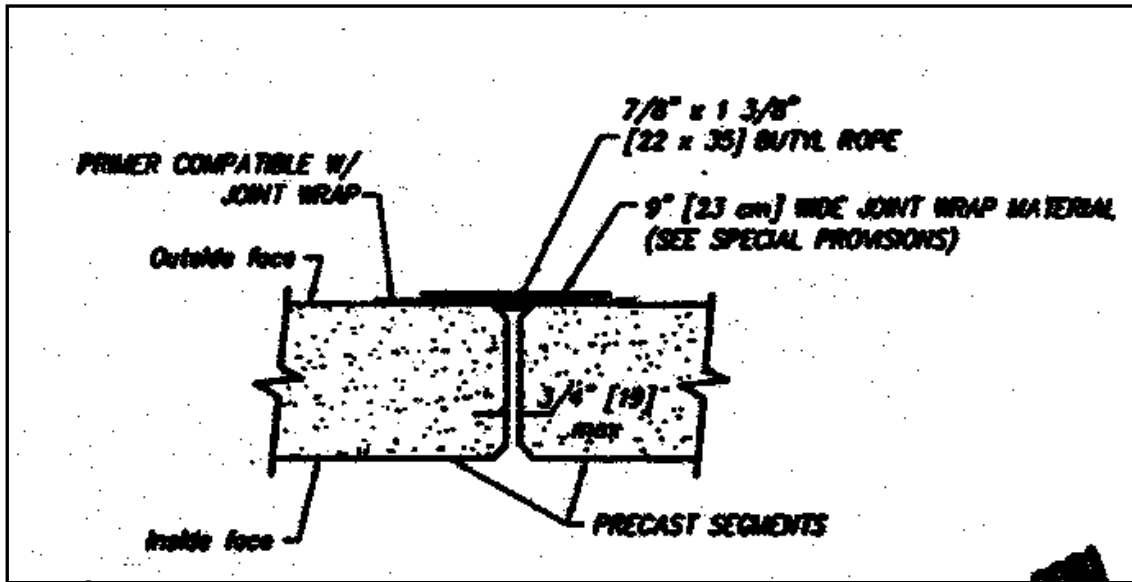 7/8" x 1 3/8"
[22 x 35] BUTYL ROPE
PRIMER COMPATIBLE W/
JOINT WRAP
9" [23 cm] WIDE JOINT WRAP MATERIAL
(SEE SPECIAL PROVISIONS)
Outside face
3/4" [19]
max
PRECAST SEGMENTS
Inside face